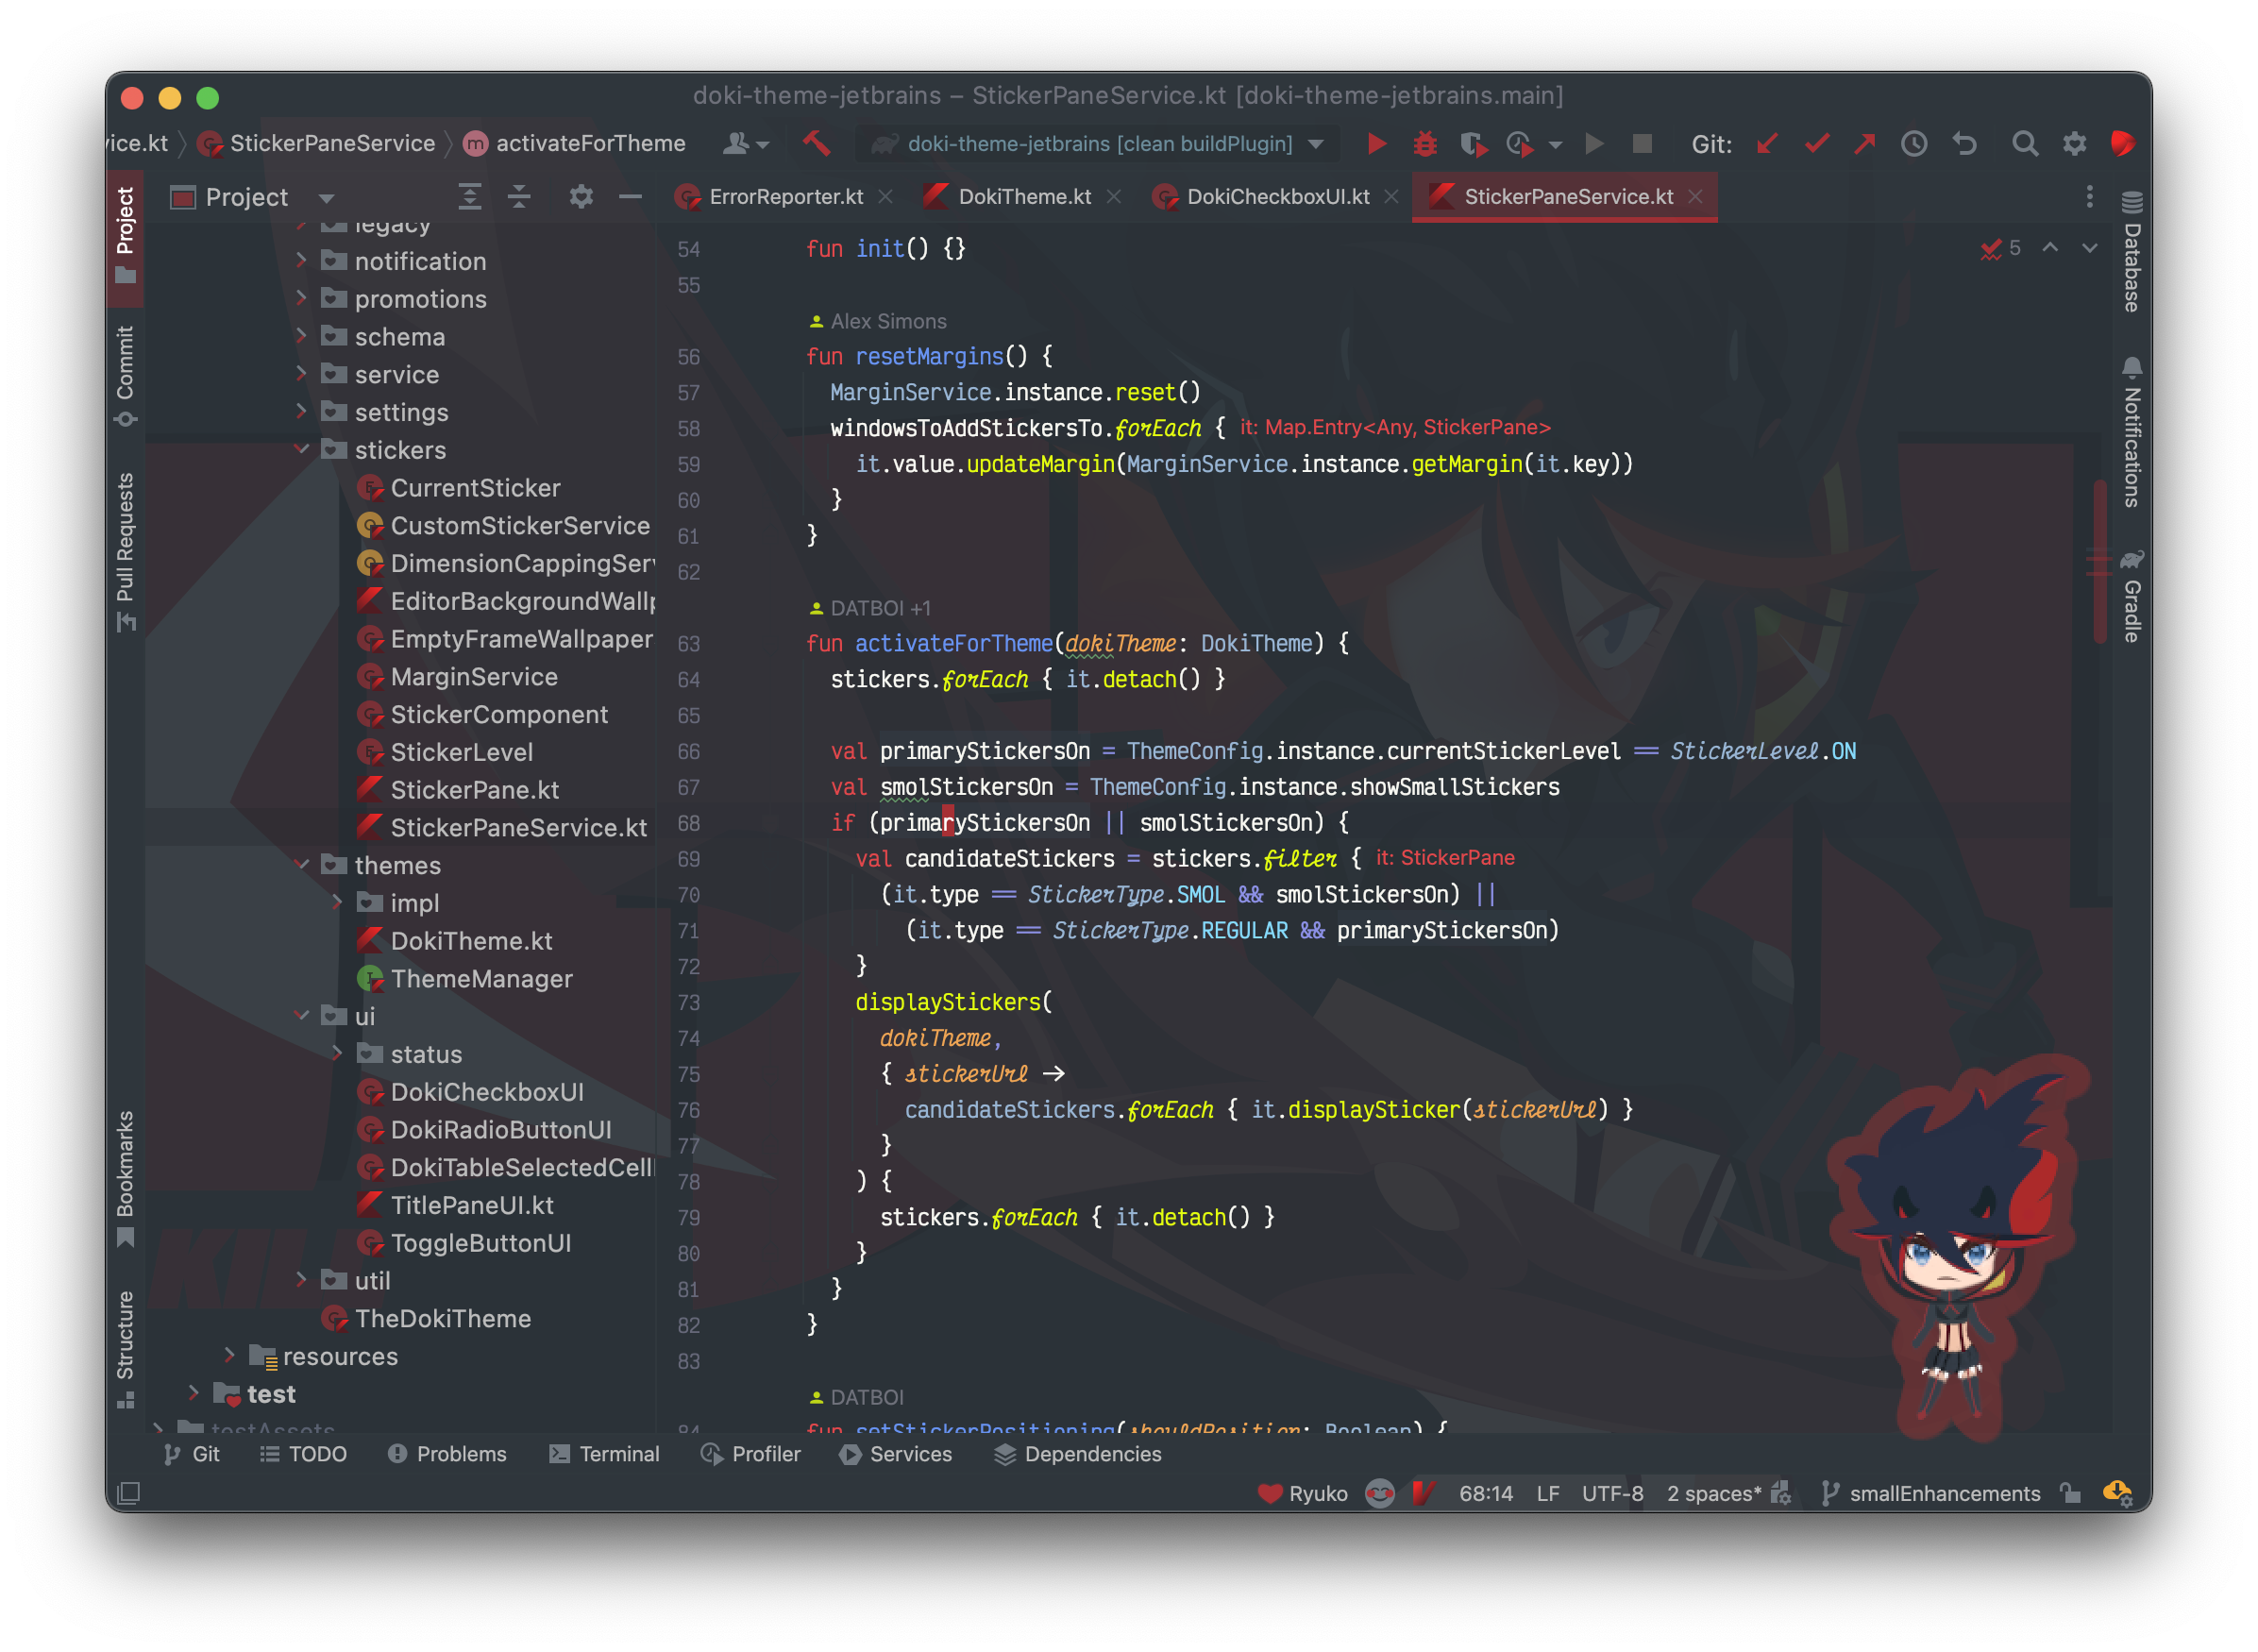 doki-theme-jetbrains – StickerPaneService.kt [doki-theme-jetbrains.main]
vice.kt StickerPaneService m activateForTheme doki-theme-jetbrains [clean buildPlugin] Git:
Project
ErrorReporter.kt DokiTheme.kt DokiCheckboxUI.kt StickerPaneService.kt
Project
Commit
Pull Requests
Bookmarks
Structure
legacy
notification
promotions
schema
service
settings
stickers
CurrentSticker
CustomStickerService
DimensionCappingServ
EditorBackgroundWallp
EmptyFrameWallpaper
MarginService
StickerComponent
StickerLevel
StickerPane.kt
StickerPaneService.kt
themes
impl
DokiTheme.kt
ThemeManager
ui
status
DokiCheckboxUI
DokiRadioButtonUI
DokiTableSelectedCell
TitlePaneUI.kt
ToggleButtonUI
util
TheDokiTheme
resources
test
testAssets
KILL
5
54 fun init() {}
55
Alex Simons
56 fun resetMargins() {
57 MarginService.instance.reset()
58 windowsToAddStickersTo.forEach { it: Map.Entry<Any, StickerPane>
59 it.value.updateMargin(MarginService.instance.getMargin(it.key))
60 }
61 }
62
DATBOI +1
63 fun activateForTheme(dokiTheme: DokiTheme) {
64 stickers.forEach { it.detach() }
65
66 val primaryStickersOn = ThemeConfig.instance.currentStickerLevel == StickerLevel.ON
67 val smolStickersOn = ThemeConfig.instance.showSmallStickers
68 if (primaryStickersOn || smolStickersOn) {
69 val candidateStickers = stickers.filter { it: StickerPane
70 (it.type == StickerType.SMOL && smolStickersOn) ||
71 (it.type == StickerType.REGULAR && primaryStickersOn)
72 }
73 displayStickers(
74 dokiTheme,
75 { stickerUrl →
76 candidateStickers.forEach { it.displaySticker(stickerUrl) }
77 }
78 ) {
79 stickers.forEach { it.detach() }
80 }
81 }
82 }
83
DATBOI
84 fun setStickerPositioning(shouldPosition: Boolean) {
Database
Notifications
Gradle
Git TODO Problems Terminal Profiler Services Dependencies
Ryuko 68:14 LF UTF-8 2 spaces* smallEnhancements